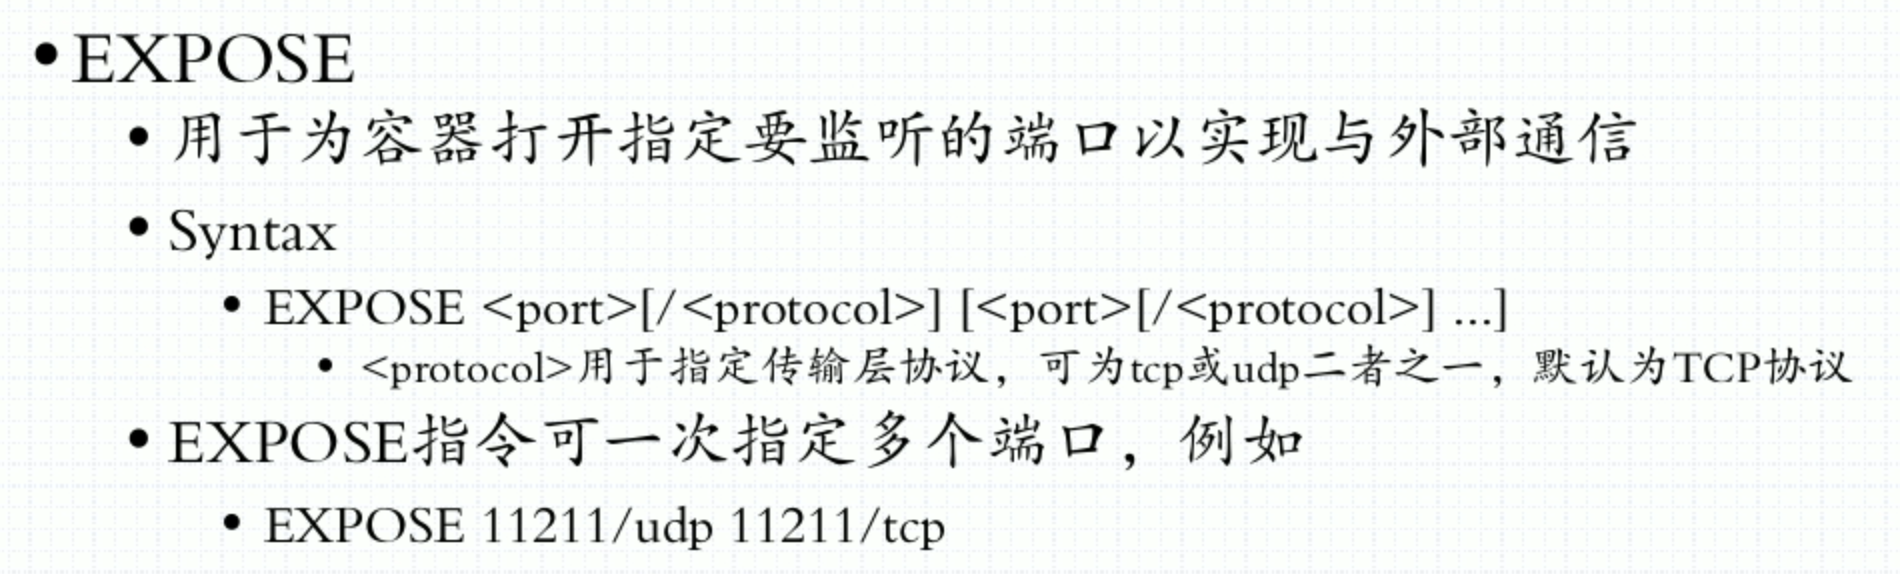 •EXPOSE
• 用于为容器打开指定要监听的端口以实现与外部通信
• Syntax
• EXPOSE <port>[/<protocol>] [<port>[/<protocol>] ...]
• <protocol>用于指定传输层协议，可为tcp或udp二者之一，默认为TCP协议
• EXPOSE指令可一次指定多个端口，例如
• EXPOSE 11211/udp 11211/tcp